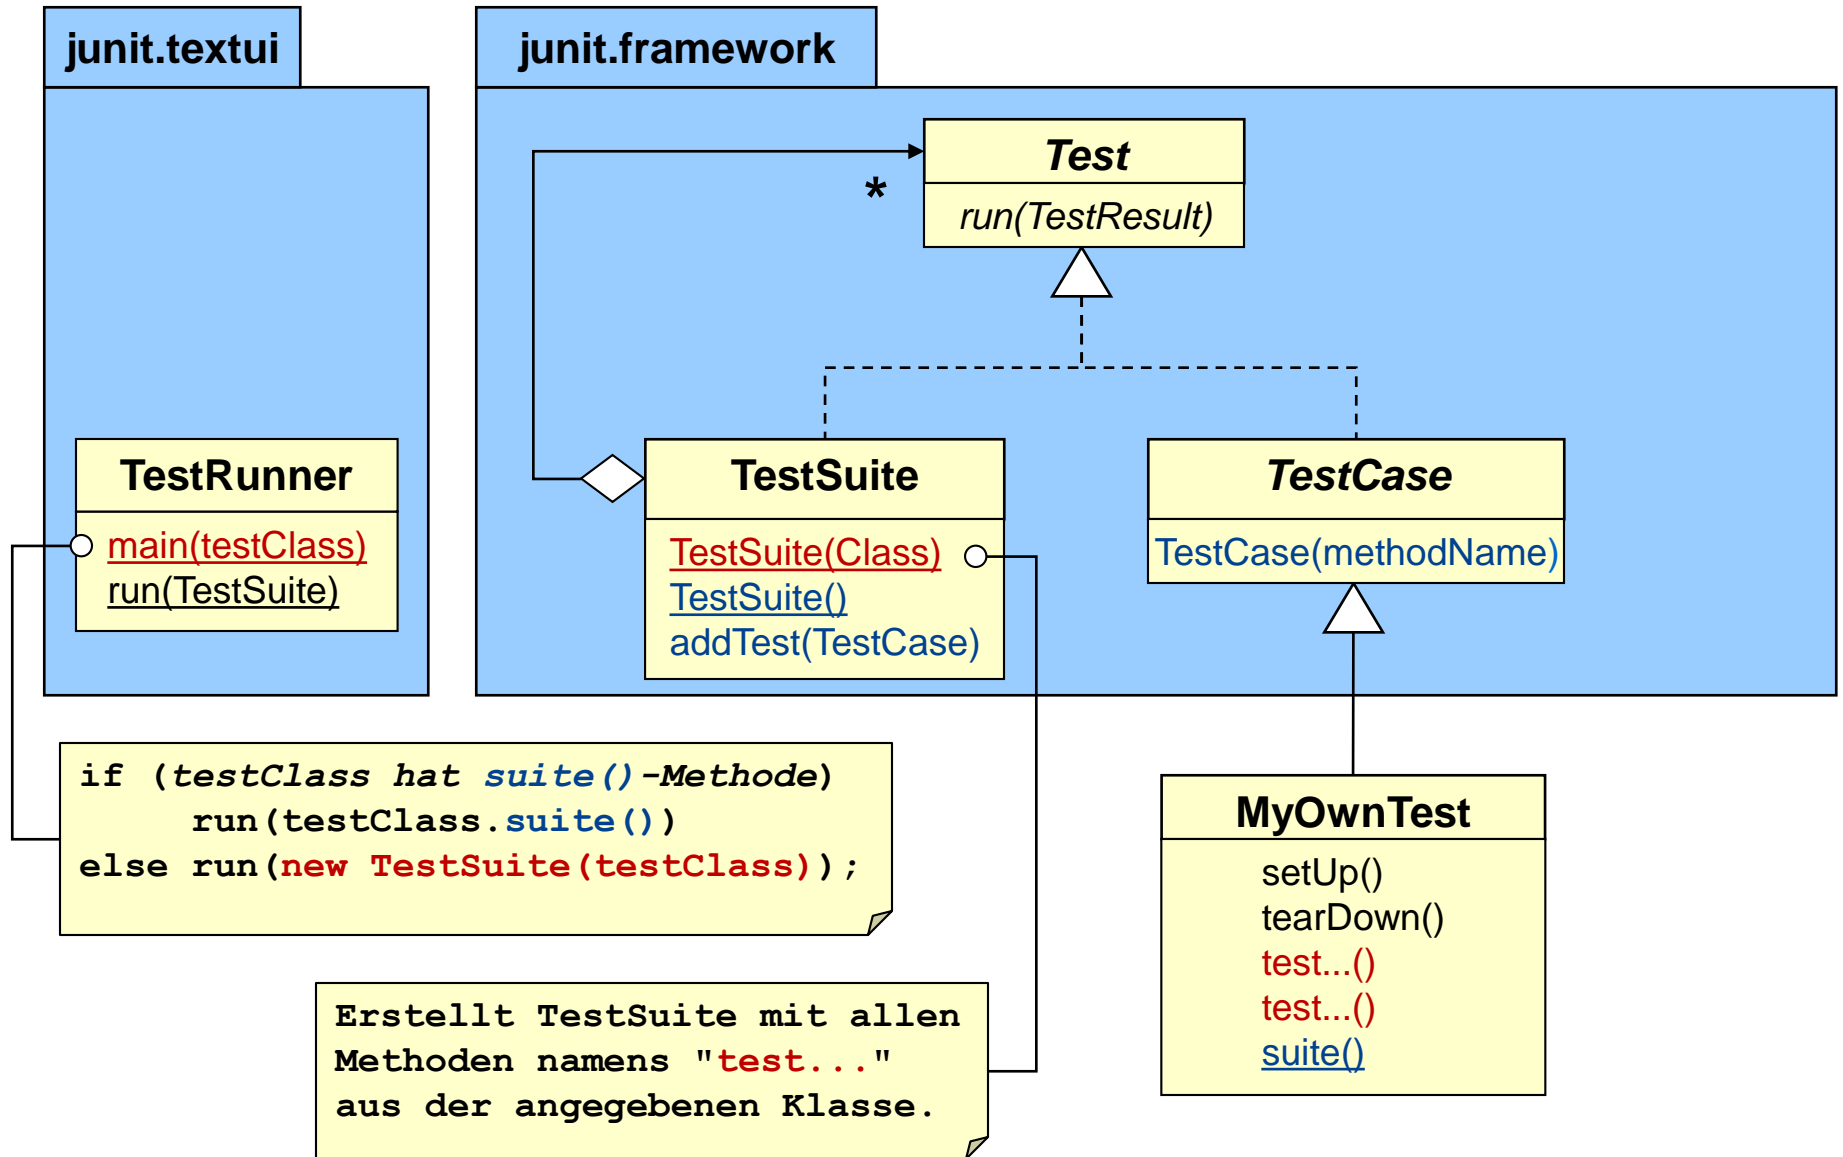 junit.textui
junit.framework
Test
*
run(TestResult)
TestRunner
main(testClass)
run(TestSuite)
TestSuite
TestSuite(Class)
TestSuite()
addTest(TestCase)
TestCase
TestCase(methodName)
if (testClass hat suite()-Methode)
run(testClass.suite())
else run(new TestSuite(testClass));
MyOwnTest
setUp()
tearDown()
test...()
test...()
suite()
Erstellt TestSuite mit allen
Methoden namens "test..."
aus der angegebenen Klasse.